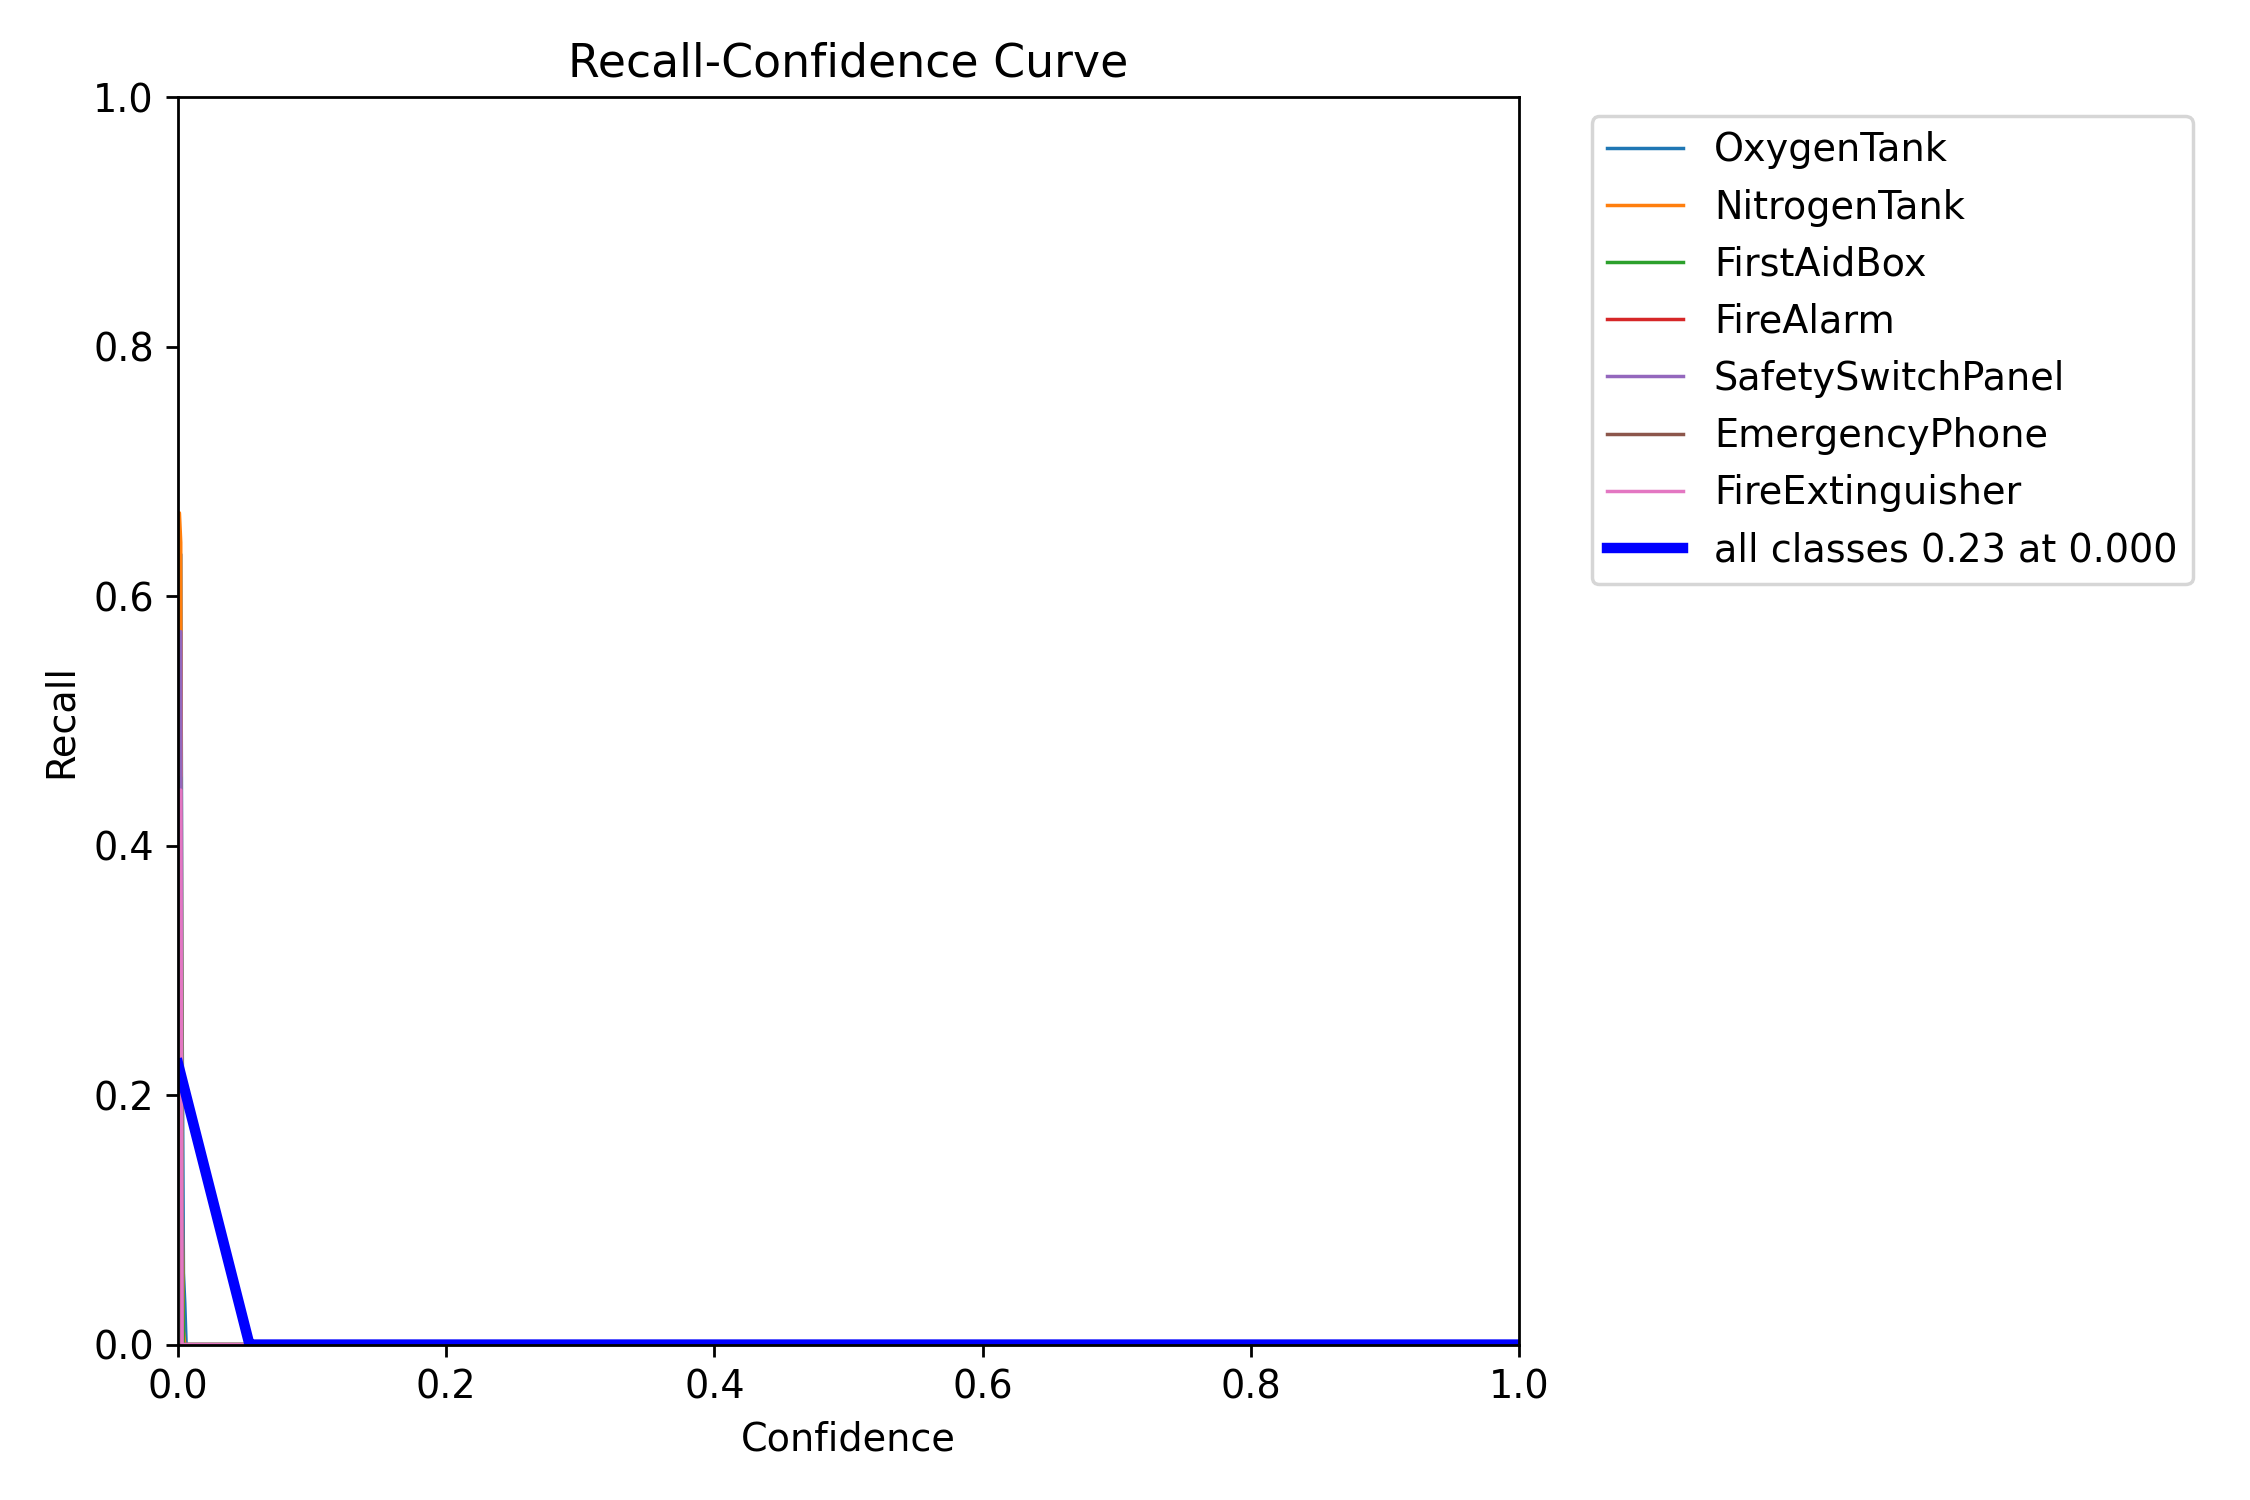 Recall-Confidence Curve
1.0
0.8
0.6
0.4
0.2
0.0
Recall
0.0 0.2 0.4 0.6 0.8 1.0
Confidence
OxygenTank
NitrogenTank
FirstAidBox
FireAlarm
SafetySwitchPanel
EmergencyPhone
FireExtinguisher
all classes 0.23 at 0.000